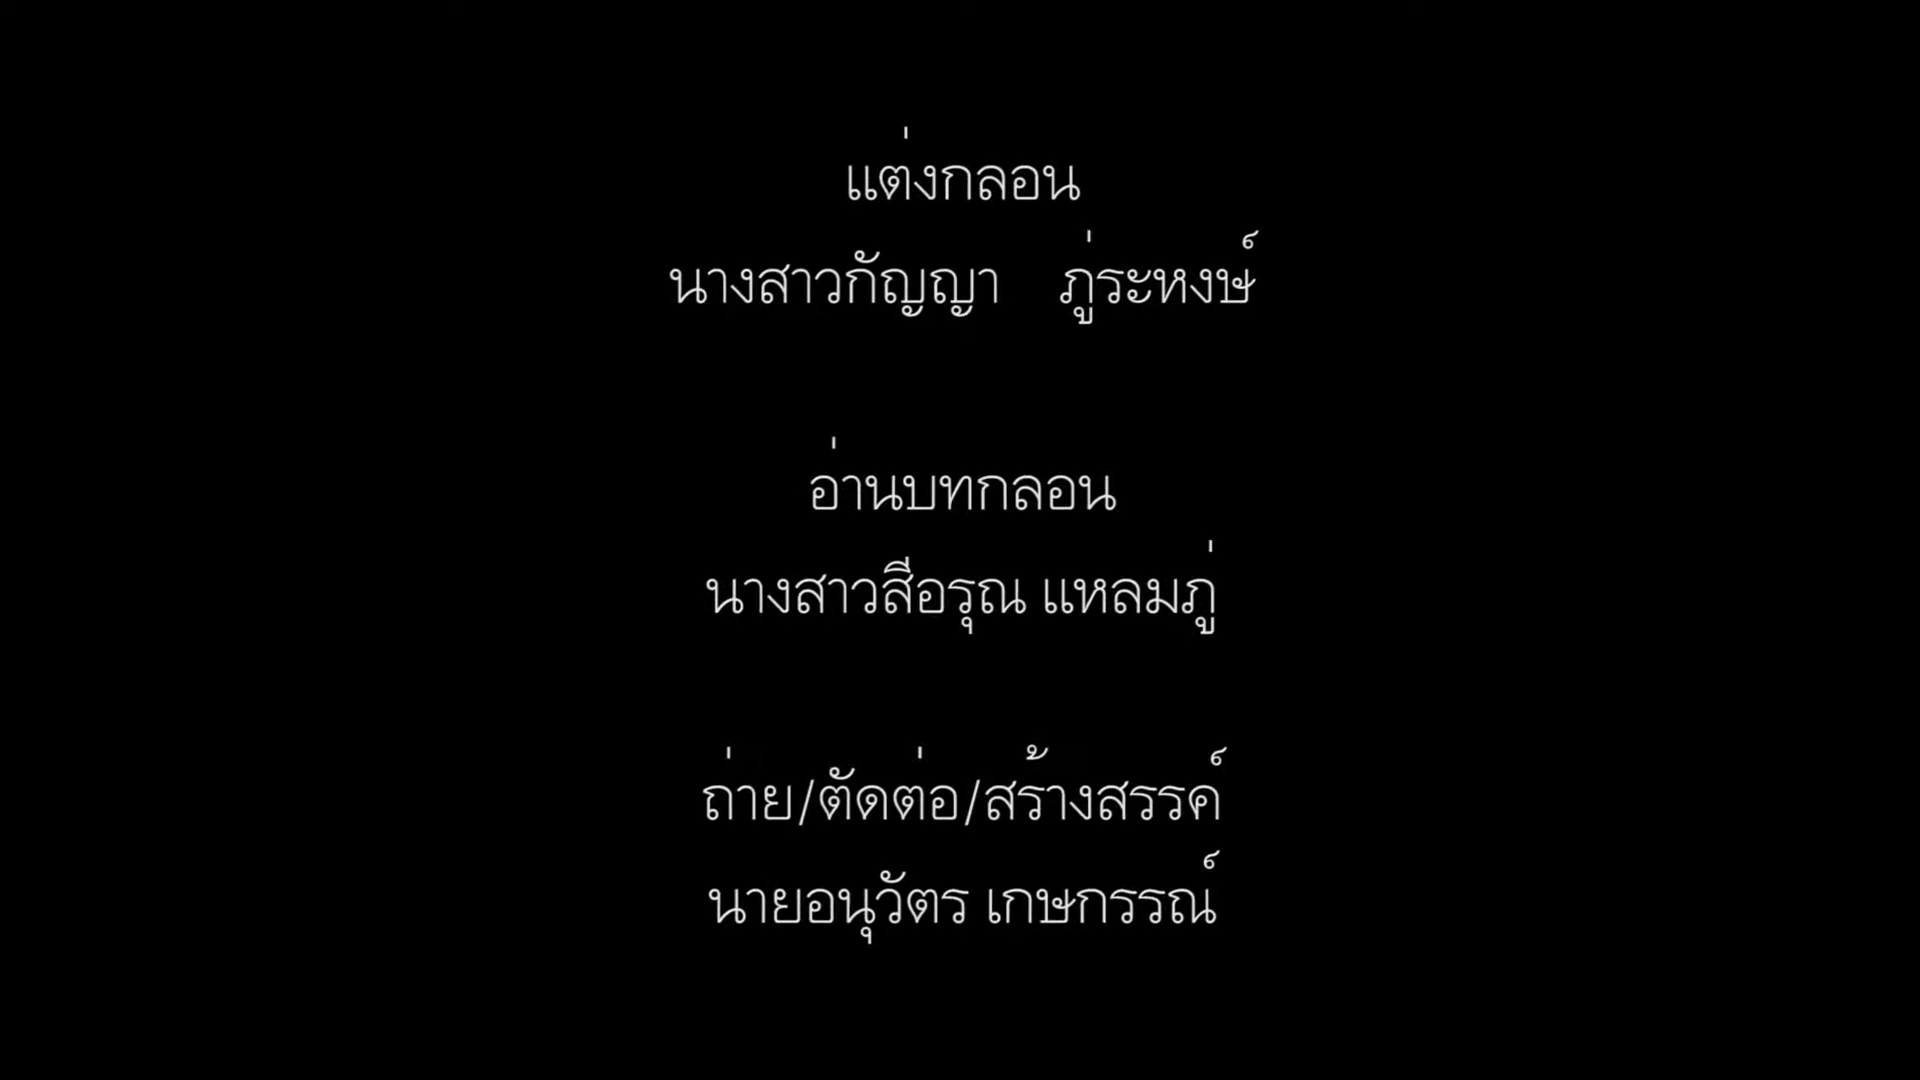 แต่งกลอน
นางสาวกัญญา ภู่ระหงษ์
อ่านบทกลอน
นางสาวสีอรุณ แหลมภู่
ถ่าย/ตัดต่อ/สร้างสรรค์
นายอนุวัตร เกษกรรณ์